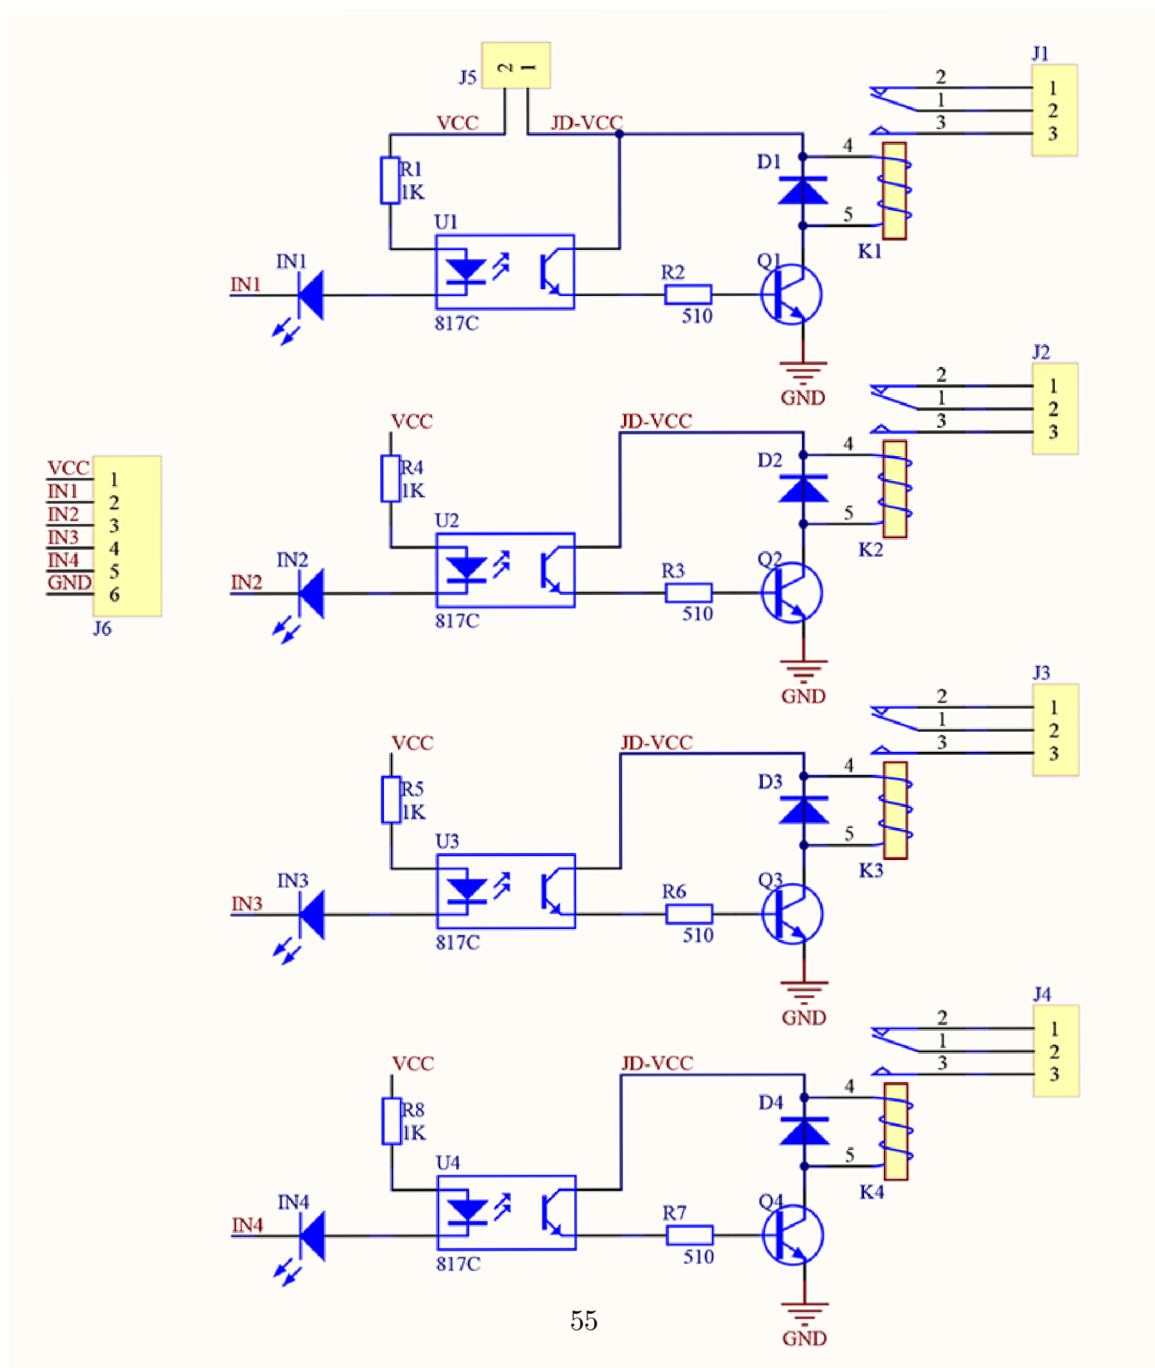 J1
J5
2 1
2
1
1
2
3
3
VCC
JD-VCC
4
D1
R1
1K
5
U1
K1
IN1
Q1
IN1
R2
510
817C
J2
GND
2
1
1
2
3
3
VCC
JD-VCC
4
D2
R4
1K
5
U2
K2
IN2
Q2
IN2
R3
510
817C
GND
VCC
1
IN1
2
IN2
3
IN3
4
IN4
5
GND
6
J6
J3
2
1
1
2
3
3
VCC
JD-VCC
4
D3
R5
1K
5
U3
K3
IN3
Q3
IN3
R6
510
817C
GND
J4
2
1
1
2
3
3
VCC
JD-VCC
4
D4
R8
1K
5
U4
K4
IN4
Q4
IN4
R7
510
817C
GND
55